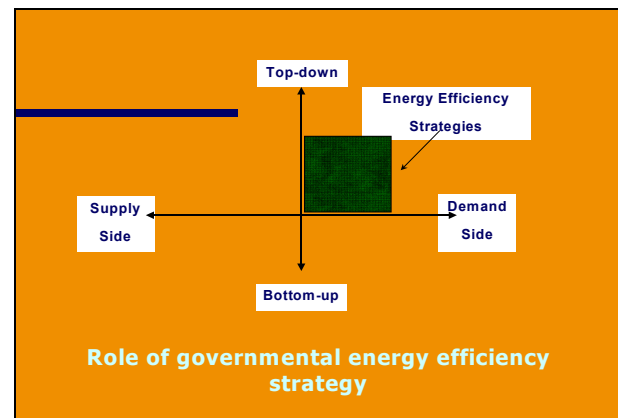 Top-down
Energy Efficiency
Strategies
Supply
Side
Demand
Side
Bottom-up
Role of governmental energy efficiency
strategy